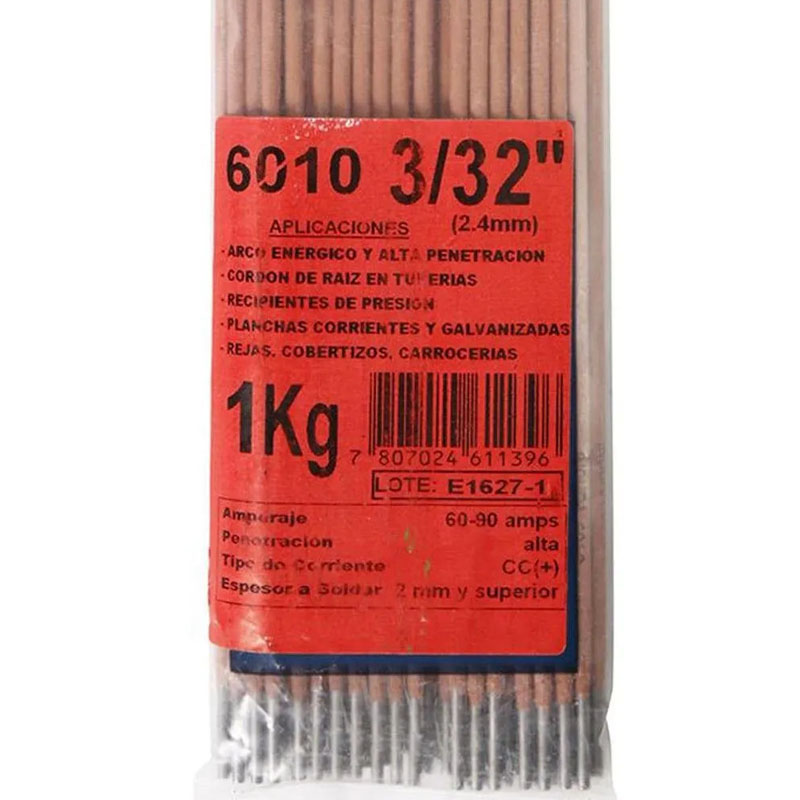 6010 3/32"
(2.4mm)
APLICACIONES
- ARCO ENERGICO Y ALTA PENETRACION
- CORDON DE RAIZ EN TUBERIAS
- RECIPIENTES DE PRESION
- PLANCHAS CORRIENTES Y GALVANIZADAS
- REJAS, COBERTIZOS, CARROCERIAS
1Kg
7 807024 611396
LOTE: E1627-1
Amperaje 60-90 amps
Penetración alta
Tipo de Corriente CC(+)
Espesor a Soldar 2 mm y superior